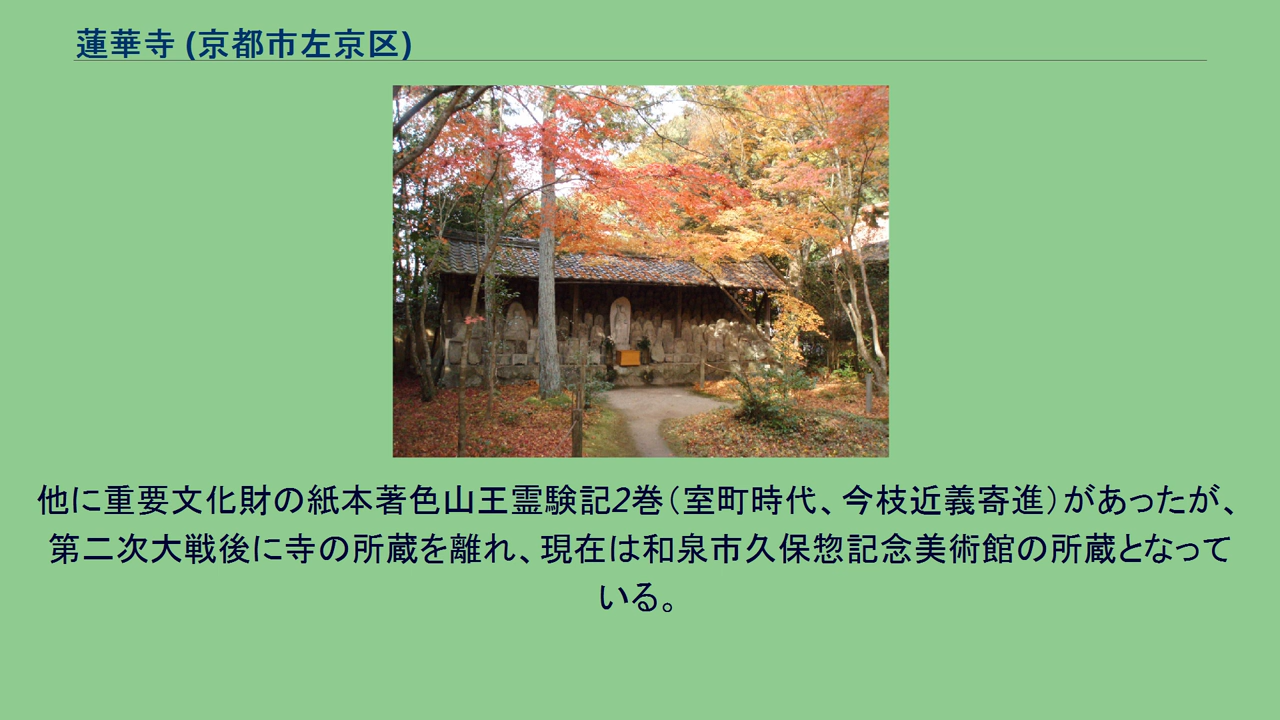 蓮華寺 (京都市左京区)
他に重要文化財の紙本著色山王霊験記2巻（室町時代、今枝近義寄進）があったが、
第二次大戦後に寺の所蔵を離れ、現在は和泉市久保惣記念美術館の所蔵となって
いる。